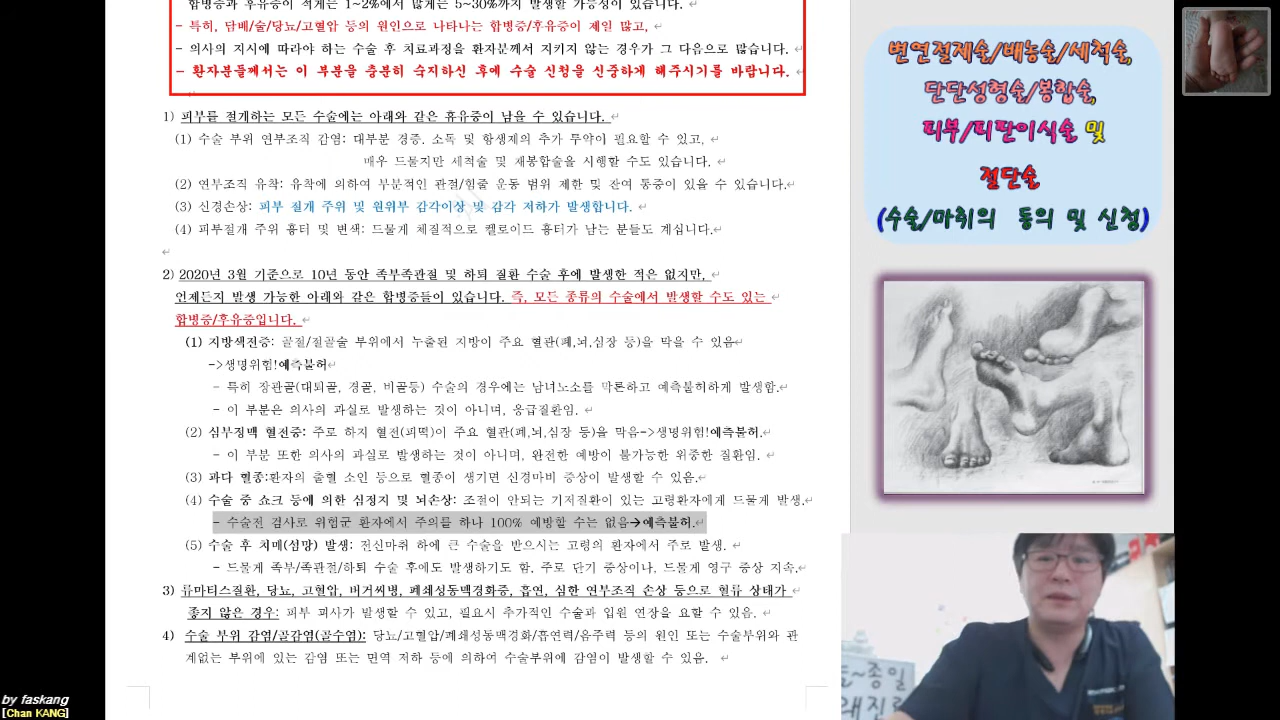 합병증과 후유증이 적게는 1~2%에서 많게는 5~30%까지 발생할 가능성이 있습니다.
- 특히, 담배/술/당뇨/고혈압 등의 원인으로 나타나는 합병증/후유증이 제일 많고,
- 의사의 지시에 따라야 하는 수술 후 치료과정을 환자분께서 지키지 않는 경우가 그 다음으로 많습니다.
- 환자분들께서는 이 부분을 충분히 숙지하신 후에 수술 신청을 신중하게 해주시기를 바랍니다.
1) 피부를 절개하는 모든 수술에는 아래와 같은 휴유증이 남을 수 있습니다.
(1) 수술 부위 연부조직 감염: 대부분 경증. 소독 및 항생제의 추가 투약이 필요할 수 있고,
매우 드물지만 세척술 및 재봉합술을 시행할 수도 있습니다.
(2) 연부조직 유착: 유착에 의하여 부분적인 관절/힘줄 운동 범위 제한 및 잔여 통증이 있을 수 있습니다.
(3) 신경손상: 피부 절개 주위 및 원위부 감각이상 및 감각 저하가 발생합니다.
(4) 피부절개 주위 흉터 및 변색: 드물게 체질적으로 켈로이드 흉터가 남는 분들도 계십니다.
2) 2020년 3월 기준으로 10년 동안 족부족관절 및 하퇴 질환 수술 후에 발생한 적은 없지만,
언제든지 발생 가능한 아래와 같은 합병증들이 있습니다. 즉, 모든 종류의 수술에서 발생할 수도 있는
합병증/후유증입니다.
(1) 지방색전증: 골절/절골술 부위에서 누출된 지방이 주요 혈관(폐,뇌,심장 등)을 막을 수 있음
->생명위험!예측불허
- 특히 장관골(대퇴골, 경골, 비골등) 수술의 경우에는 남녀노소를 막론하고 예측불허하게 발생함.
- 이 부분은 의사의 과실로 발생하는 것이 아니며, 응급질환임.
(2) 심부정맥 혈전증: 주로 하지 혈전(피떡)이 주요 혈관(폐,뇌,심장 등)을 막음->생명위험!예측불허.
- 이 부분 또한 의사의 과실로 발생하는 것이 아니며, 완전한 예방이 불가능한 위중한 질환임.
(3) 과다 혈종:환자의 출혈 소인 등으로 혈종이 생기면 신경마비 증상이 발생할 수 있음.
(4) 수술 중 쇼크 등에 의한 심정지 및 뇌손상: 조절이 안되는 기저질환이 있는 고령환자에게 드물게 발생.
- 수술전 검사로 위험군 환자에서 주의를 하나 100% 예방할 수는 없음→예측불허.
(5) 수술 후 치매(섬망) 발생: 전신마취 하에 큰 수술을 받으시는 고령의 환자에서 주로 발생.
- 드물게 족부/족관절/하퇴 수술 후에도 발생하기도 함. 주로 단기 증상이나, 드물게 영구 증상 지속.
3) 류마티스질환, 당뇨, 고혈압, 버거씨병, 폐쇄성동맥경화증, 흡연, 심한 연부조직 손상 등으로 혈류 상태가
좋지 않은 경우: 피부 괴사가 발생할 수 있고, 필요시 추가적인 수술과 입원 연장을 요할 수 있음.
4) 수술 부위 감염/골감염(골수염): 당뇨/고혈압/폐쇄성동맥경화/흡연력/음주력 등의 원인 또는 수술부위와 관
계없는 부위에 있는 감염 또는 면역 저하 등에 의하여 수술부위에 감염이 발생할 수 있음.
변연절제술/배농술/세척술,
단단성형술/봉합술,
피부/피판이식술 및
절단술
(수술/마취의 동의 및 신청)
by faskang
[Chan KANG]